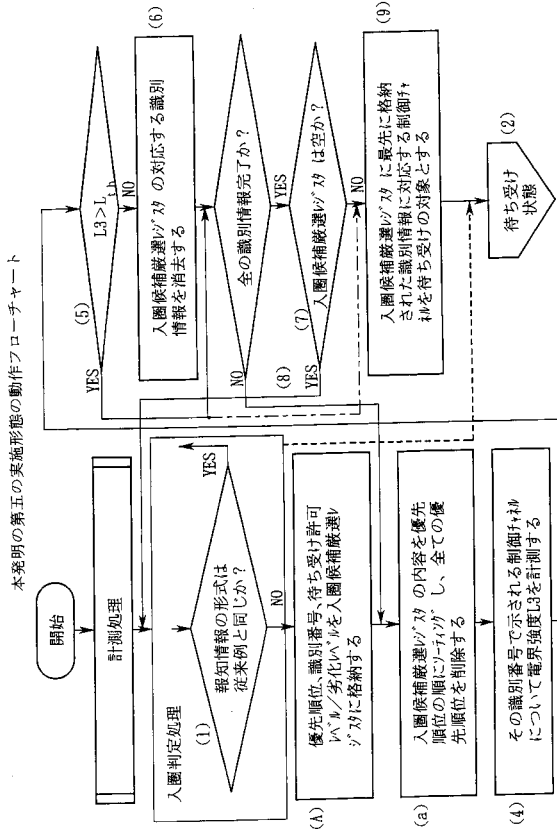 本発明の第五の実施形態の動作フローチャート
開始
計測処理
入圏判定処理
(1)
報知情報の形式は
従来例と同じか？
YES
NO
(A)
優先順位、識別番号、待ち受け許可
ﾚﾍﾞﾙ/劣化ﾚﾍﾞﾙを入圏候補厳選ﾚ
ｼﾞｽﾀに格納する
(a)
入圏候補厳選ﾚｼﾞｽﾀ の内容を優先
順位の順にｿｰﾃｨﾝｸﾞ し、全ての優
先順位を削除する
(4)
その識別番号で示される制御ﾁｬﾈﾙ
について電界強度L3を計測する
(5)
L3>Lth
YES
NO
(6)
入圏候補厳選ﾚｼﾞｽﾀ の対応する識別
情報を消去する
全の識別情報完了か？
NO
YES
(8)
(7)
入圏候補厳選ﾚｼﾞｽﾀ は空か？
YES
NO
(9)
入圏候補厳選ﾚｼﾞｽﾀ に最先に格納
された識別情報に対応する制御ﾁｬ
ﾈﾙを待ち受けの対象とする
(2)
待ち受け
状態